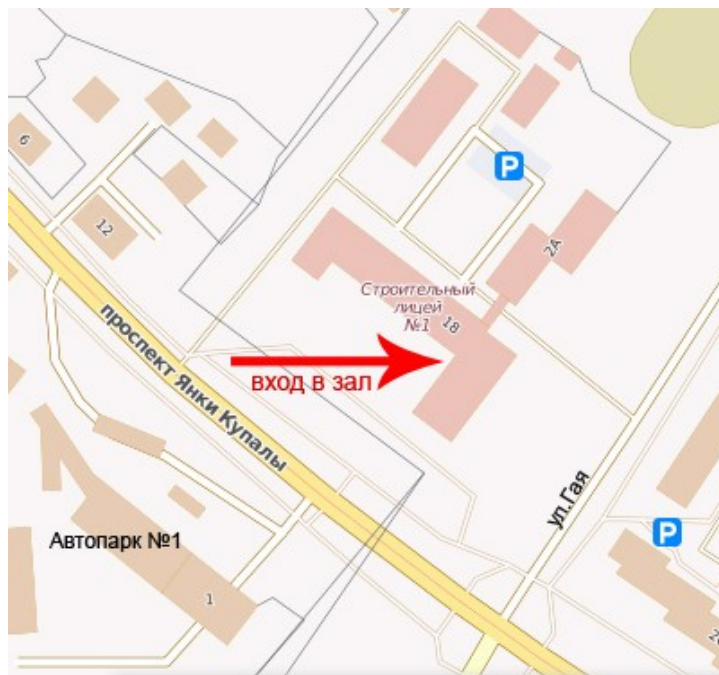 6
12
P
2А
Строительный
лицей
№1
18
проспект Янки Купалы
вход в зал
ул.Гая
Автопарк №1
P
1